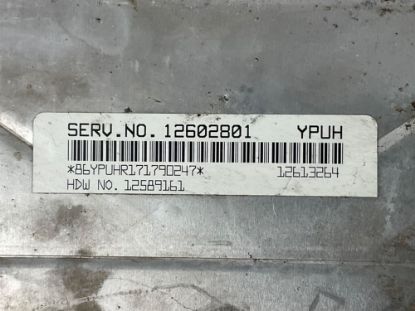 SERV.NO. 12602801 YPUH
*86YPUHR171790247* 12613264
HDW NO. 12589161